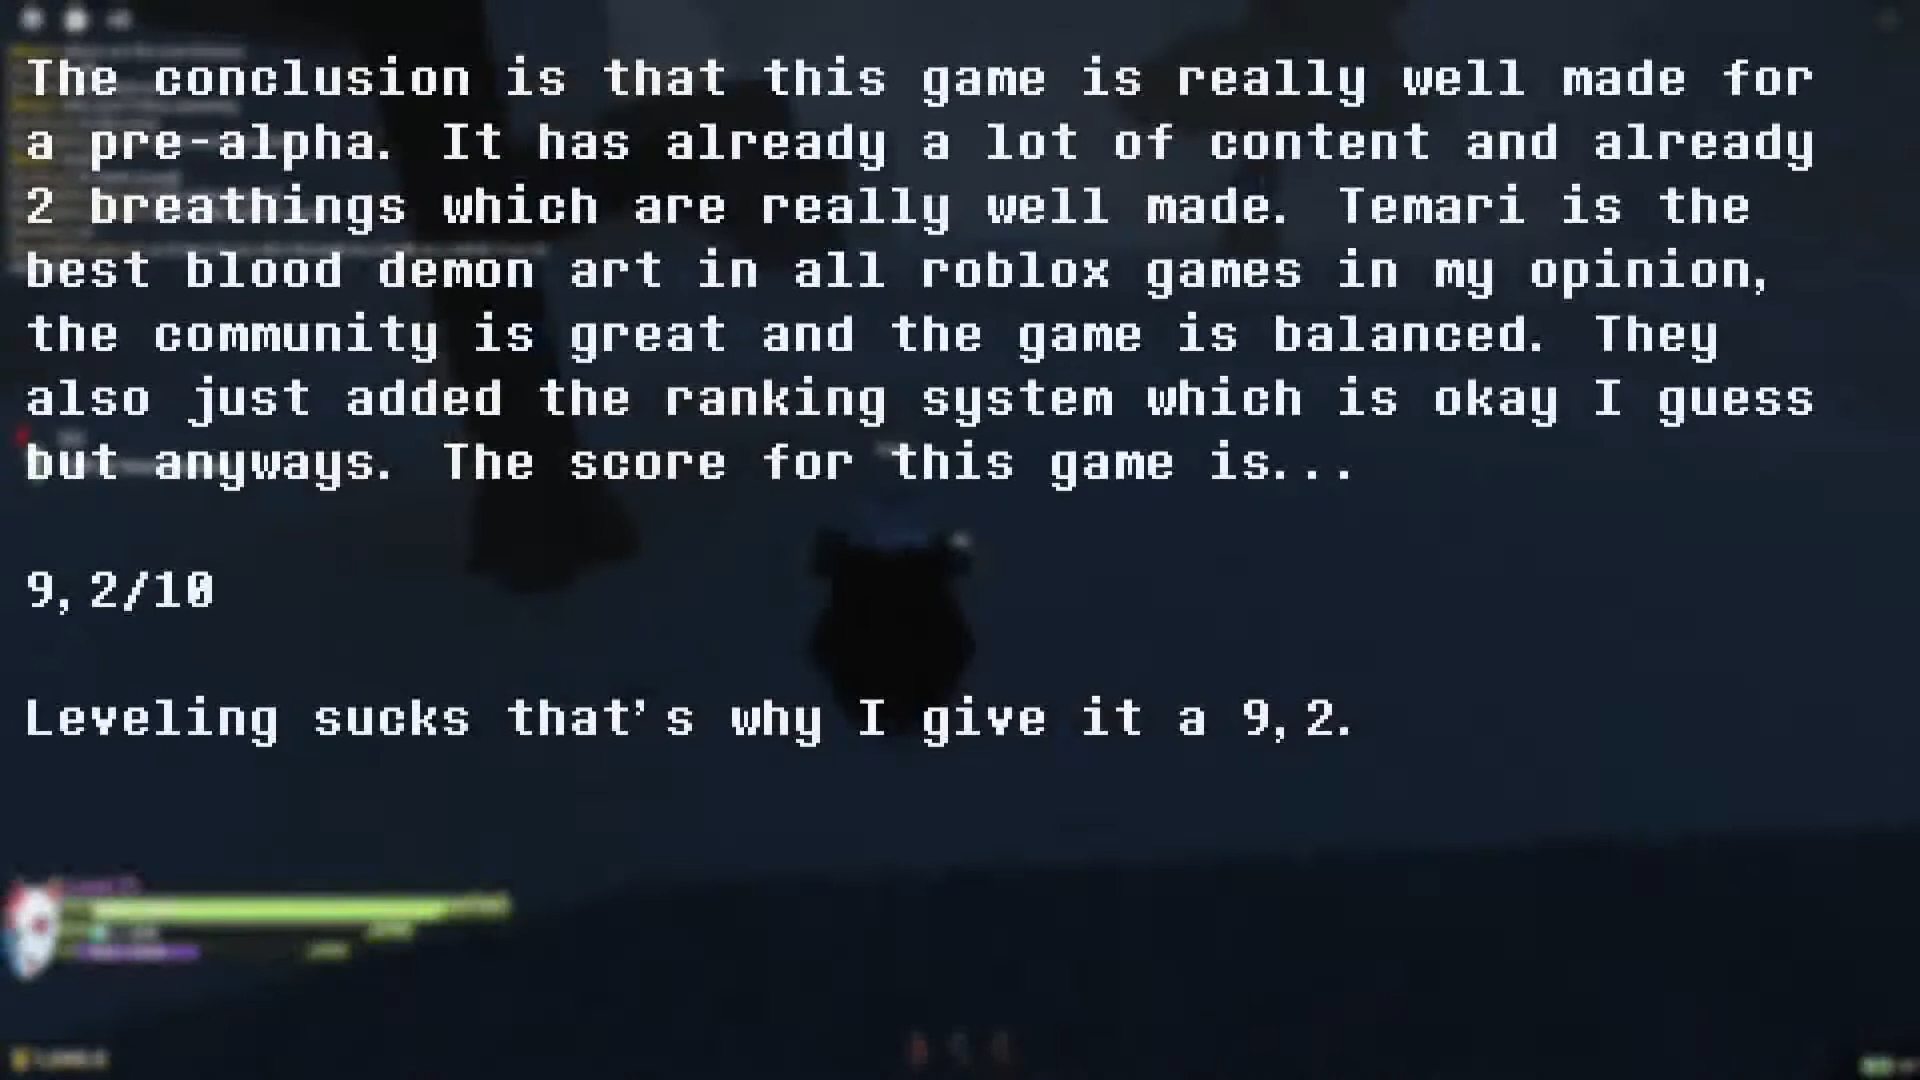 The conclusion is that this game is really well made for
a pre-alpha. It has already a lot of content and already
2 breathings which are really well made. Temari is the
best blood demon art in all roblox games in my opinion,
the community is great and the game is balanced. They
also just added the ranking system which is okay I guess
but anyways. The score for this game is...
9,2/10
Leveling sucks that's why I give it a 9,2.